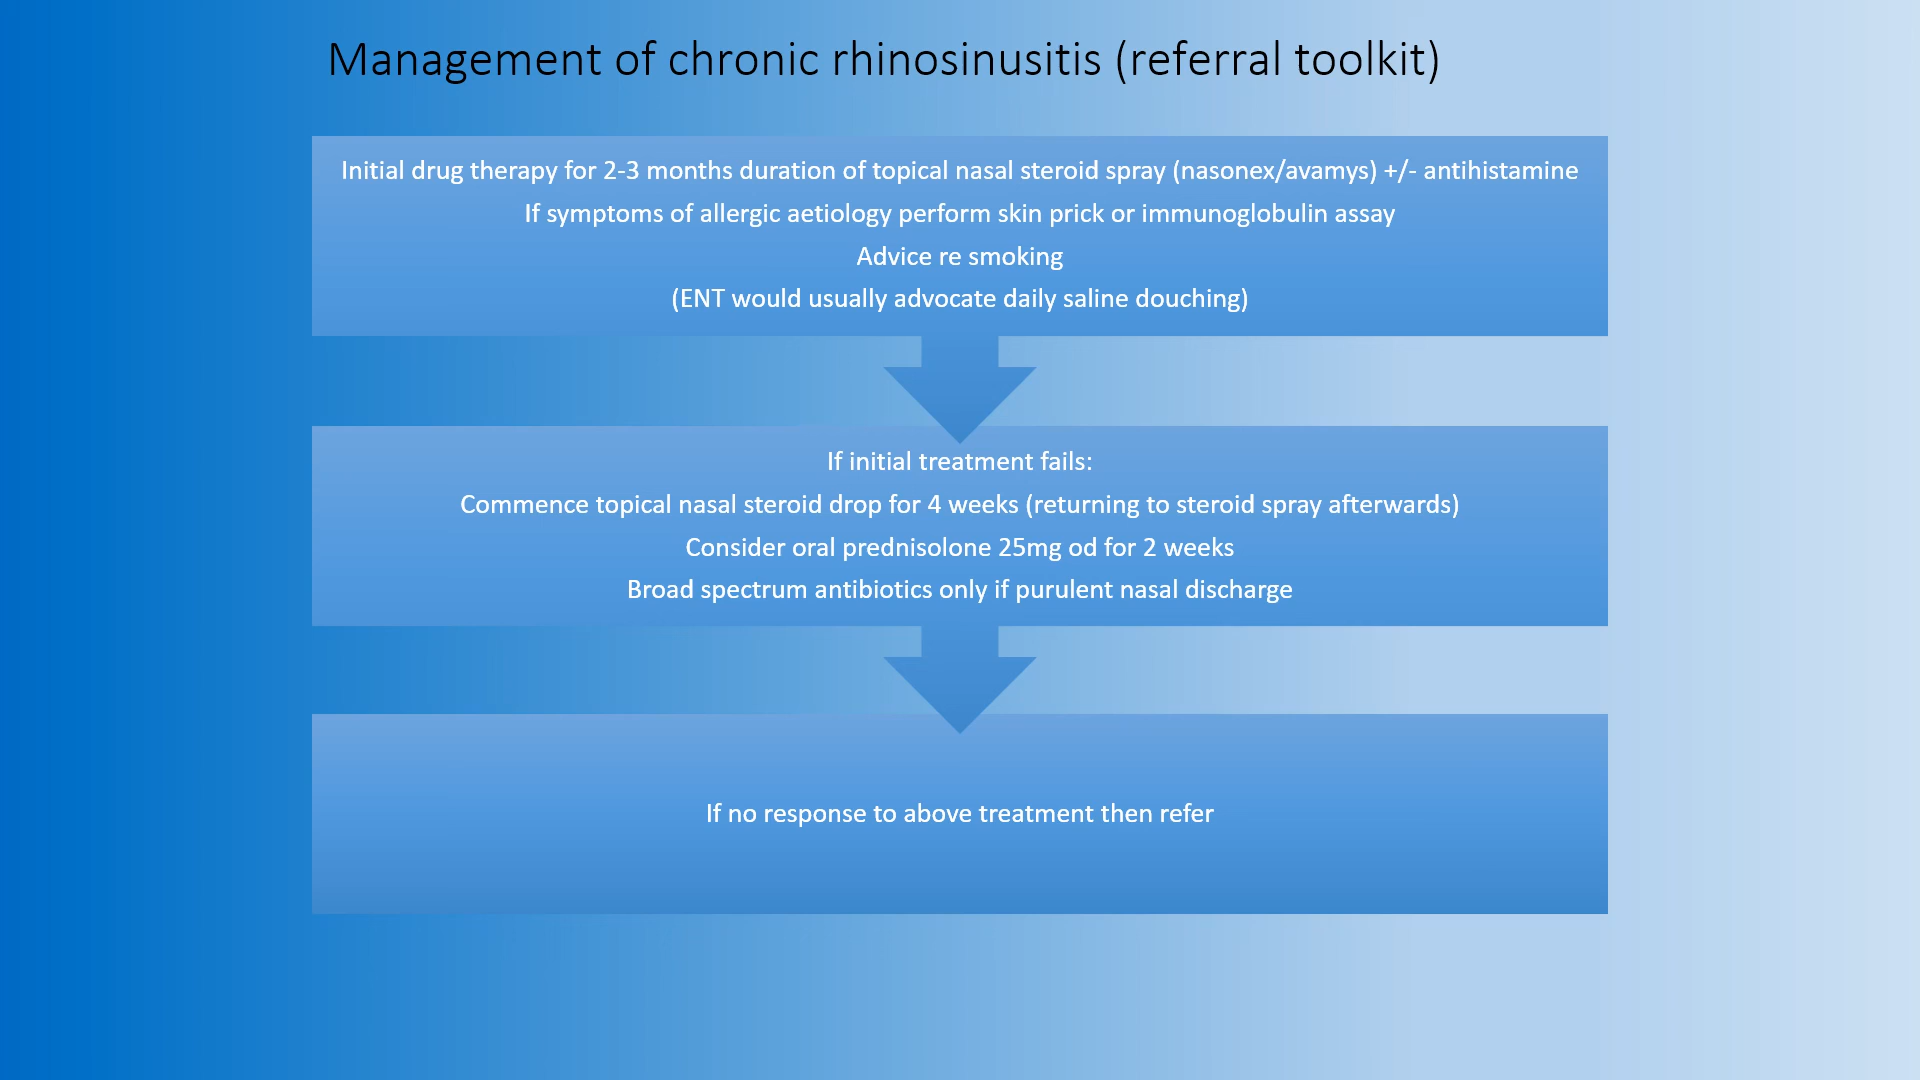 Management of chronic rhinosinusitis (referral toolkit)
Initial drug therapy for 2-3 months duration of topical nasal steroid spray (nasonex/avamys) +/- antihistamine
If symptoms of allergic aetiology perform skin prick or immunoglobulin assay
Advice re smoking
(ENT would usually advocate daily saline douching)
If initial treatment fails:
Commence topical nasal steroid drop for 4 weeks (returning to steroid spray afterwards)
Consider oral prednisolone 25mg od for 2 weeks
Broad spectrum antibiotics only if purulent nasal discharge
If no response to above treatment then refer